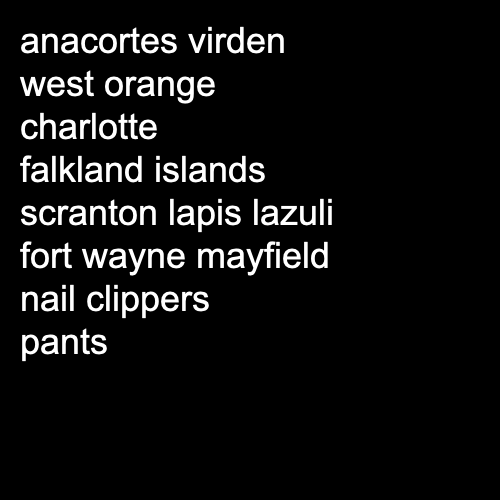 anacortes virden
west orange
charlotte
falkland islands
scranton lapis lazuli
fort wayne mayfield
nail clippers
pants